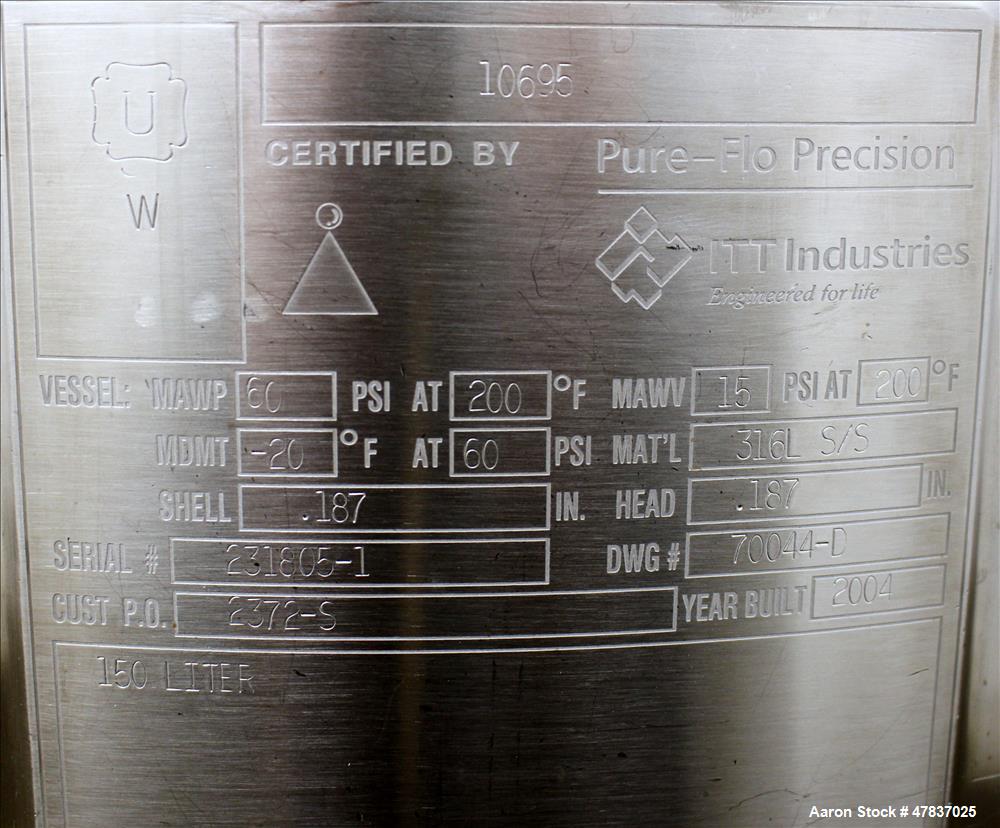 U
W
10695
CERTIFIED BY Pure-Flo Precision
ITT Industries
Engineered for life
VESSEL: MAWP 60 PSI AT 200 °F MAWV 15 PSI AT 200 °F
MDMT -20 °F AT 60 PSI MAT'L 316L S/S
SHELL .187 IN. HEAD .187 IN.
SERIAL # 231805-1 DWG # 70044-D
CUST P.O. 2372-S YEAR BUILT 2004
150 LITER
Aaron Stock # 47837025